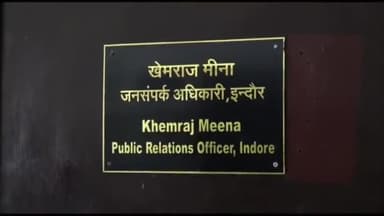 खेमराज मीना
जनसंपर्क अधिकारी,इन्दौर
Khemraj Meena
Public Relations Officer, Indore